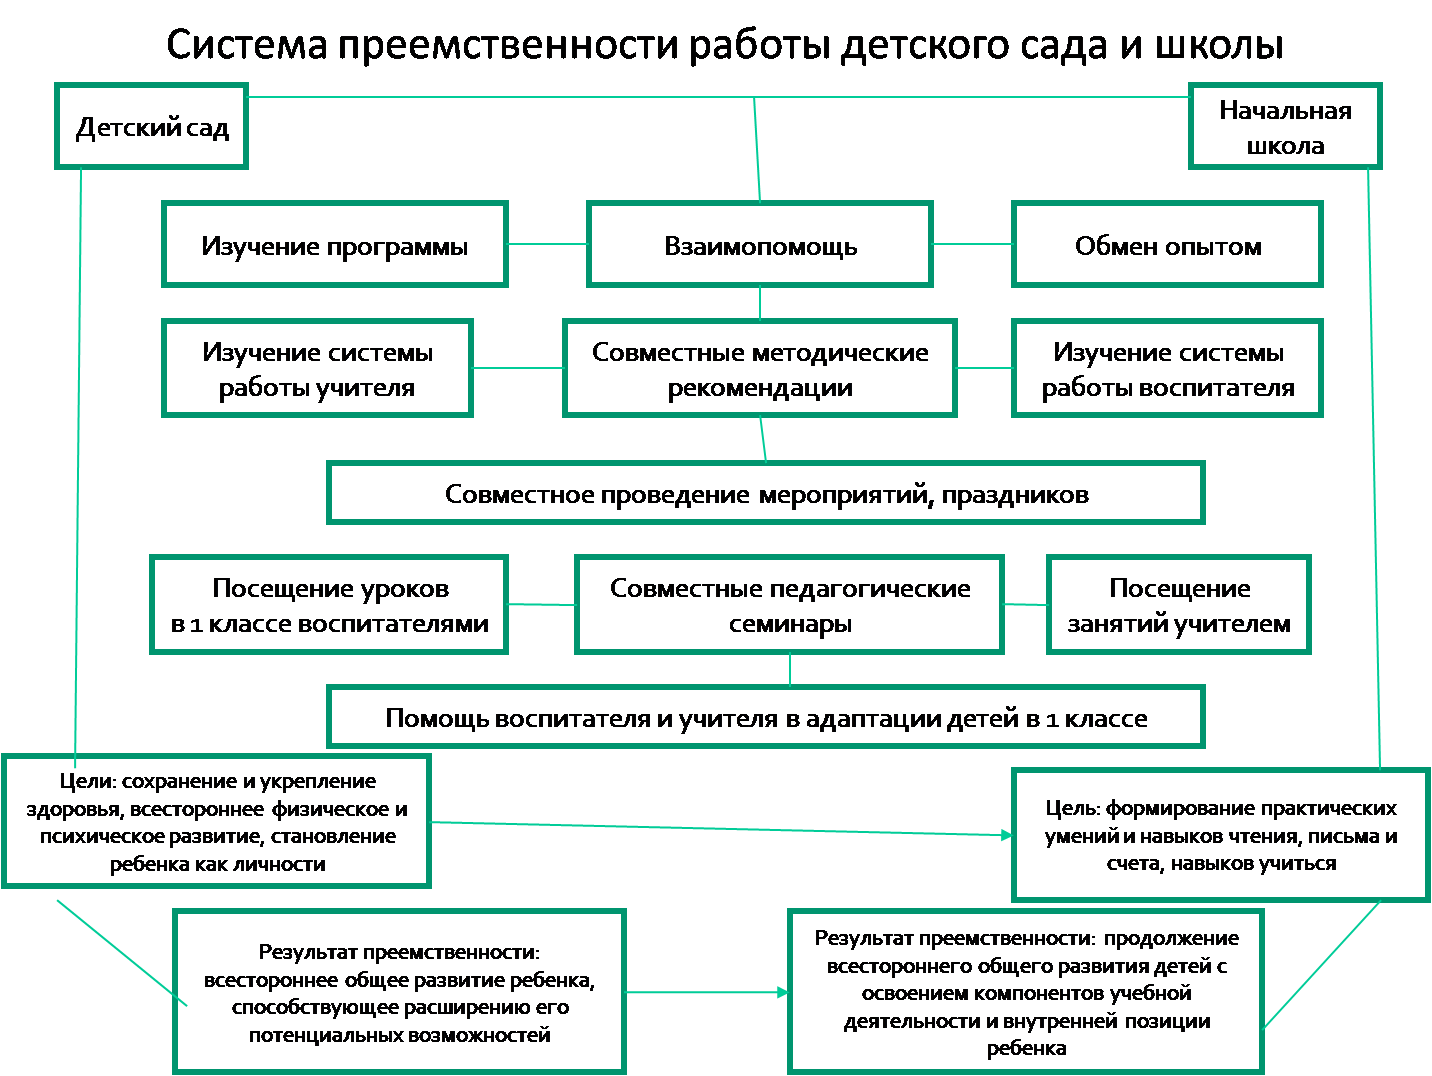 Система преемственности работы детского сада и школы
Детский сад
Начальная
школа
Изучение программы
Взаимопомощь
Обмен опытом
Изучение системы
работы учителя
Совместные методические
рекомендации
Изучение системы
работы воспитателя
Совместное проведение мероприятий, праздников
Посещение уроков
в 1 классе воспитателями
Совместные педагогические
семинары
Посещение
занятий учителем
Помощь воспитателя и учителя в адаптации детей в 1 классе
Цели: сохранение и укрепление
здоровья, всестороннее физическое и
психическое развитие, становление
ребенка как личности
Цель: формирование практических
умений и навыков чтения, письма и
счета, навыков учиться
Результат преемственности:
всестороннее общее развитие ребенка,
способствующее расширению его
потенциальных возможностей
Результат преемственности: продолжение
всестороннего общего развития детей с
освоением компонентов учебной
деятельности и внутренней позиции
ребенка